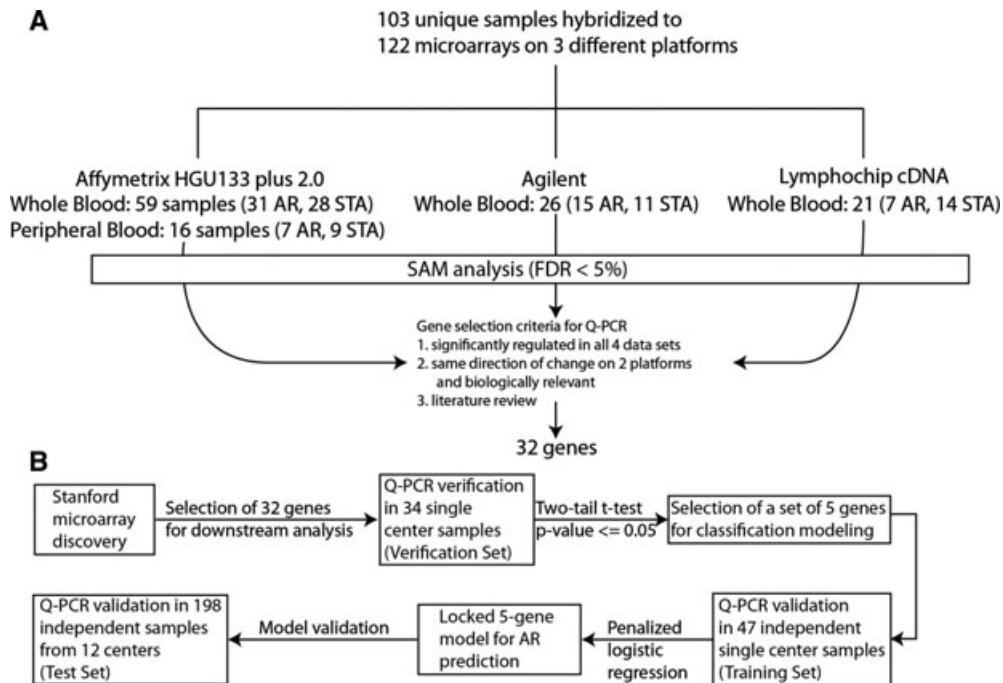 A
103 unique samples hybridized to
122 microarrays on 3 different platforms
Affymetrix HGU133 plus 2.0
Whole Blood: 59 samples (31 AR, 28 STA)
Peripheral Blood: 16 samples (7 AR, 9 STA)
Agilent
Whole Blood: 26 (15 AR, 11 STA)
Lymphochip cDNA
Whole Blood: 21 (7 AR, 14 STA)
SAM analysis (FDR < 5%)
Gene selection criteria for Q-PCR
1. significantly regulated in all 4 data sets
2. same direction of change on 2 platforms
and biologically relevant
3. literature review
32 genes
B
Stanford
microarray
discovery
Selection of 32 genes
for downstream analysis
Q-PCR verification
in 34 single
center samples
(Verification Set)
Two-tail t-test
p-value <= 0.05
Selection of a set of 5 genes
for classification modeling
Q-PCR validation
in 47 independent
single center samples
(Training Set)
Penalized
logistic
regression
Locked 5-gene
model for AR
prediction
Model validation
Q-PCR validation in 198
independent samples
from 12 centers
(Test Set)